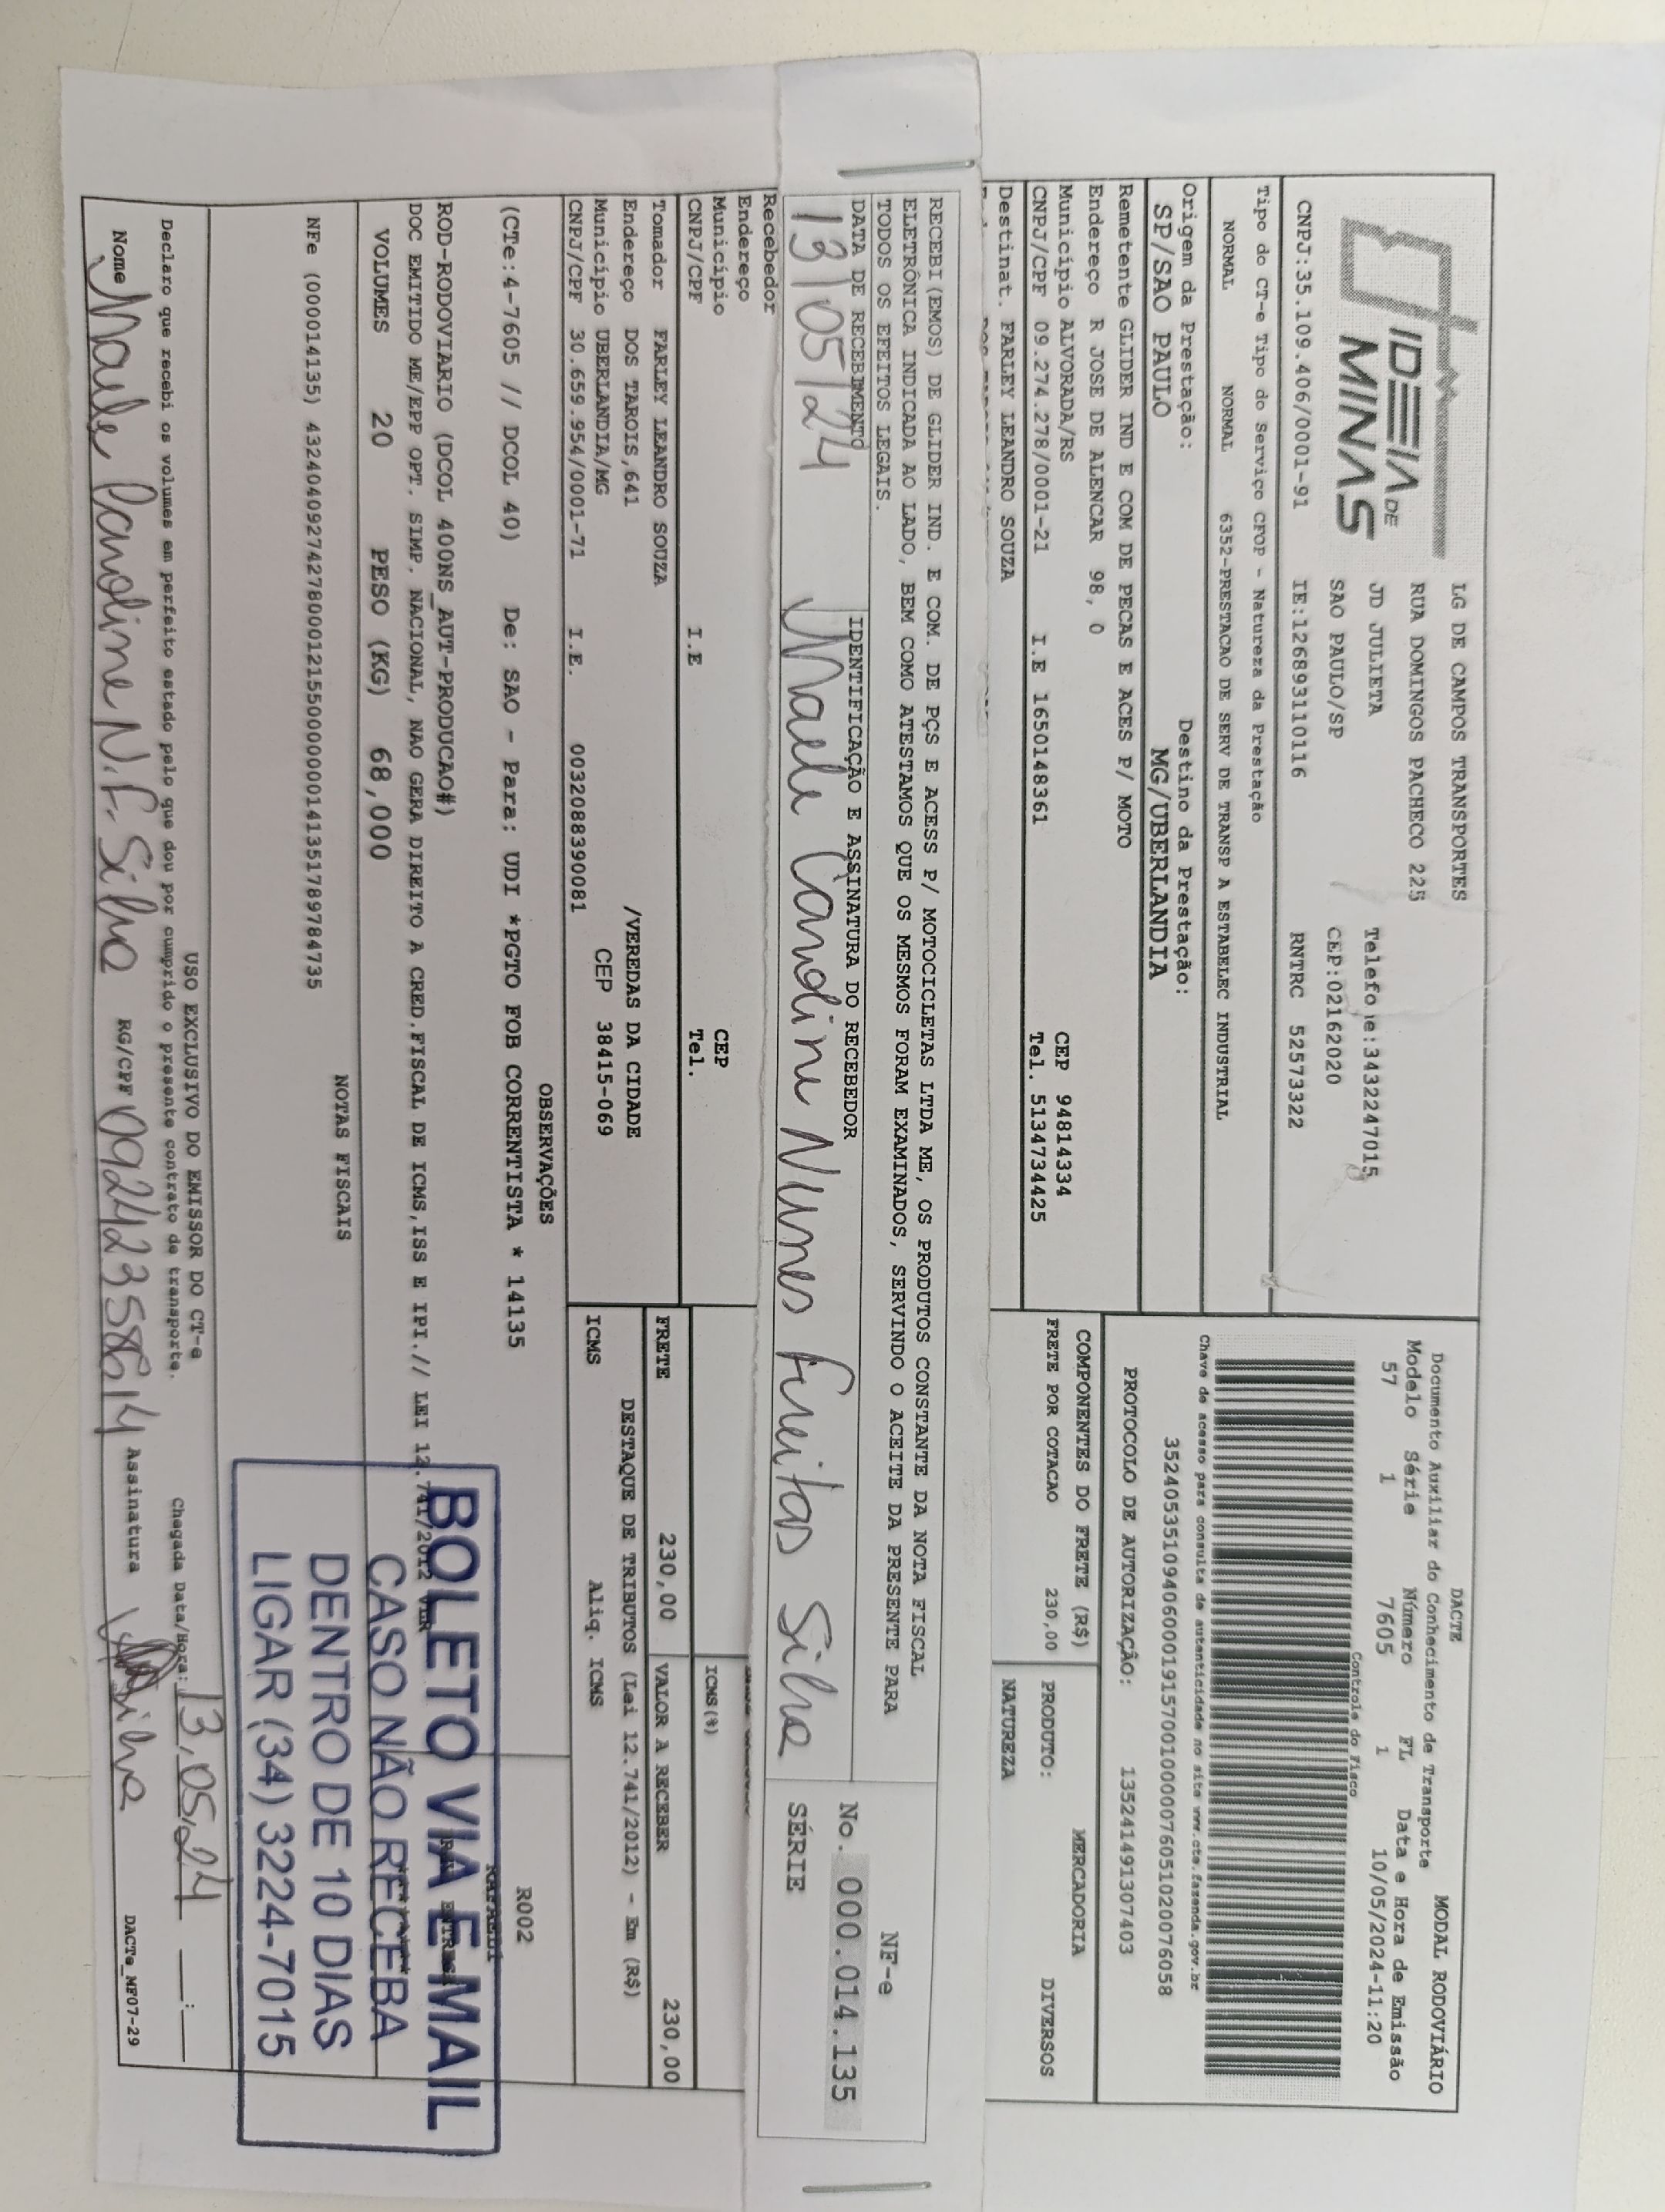 IDEIA DE
MINAS
LG DE CAMPOS TRANSPORTES
RUA DOMINGOS PACHECO 225
JD JULIETA
SAO PAULO/SP
Telefo e:3432247015
CEP:02162020
CNPJ:35.109.406/0001-91 IE:126893110116 RNTRC 52573322
DACTE MODAL RODOVIÁRIO
Documento Auxiliar do Conhecimento de Transporte
Modelo Série Número FL Data e Hora de Emissão
57 1 7605 1 10/05/2024-11:20
Controle do Fisco
Chave de acesso para consulta de autenticidade no site www.cte.fazenda.gov.br
35240535109406000191570010000076051020076058
PROTOCOLO DE AUTORIZAÇÃO: 135241491307403
Tipo do CT-e Tipo do Serviço CFOP - Natureza da Prestação
NORMAL NORMAL 6352-PRESTACAO DE SERV DE TRANSP A ESTABELEC INDUSTRIAL
Origem da Prestação: Destino da Prestação:
SP/SAO PAULO MG/UBERLANDIA
Remetente GLIDER IND E COM DE PECAS E ACES P/ MOTO
Endereço R JOSE DE ALENCAR 98, 0
Município ALVORADA/RS CEP 94814334
CNPJ/CPF 09.274.278/0001-21 I.E 1650148361 Tel. 5134734425
Destinat. FARLEY LEANDRO SOUZA
COMPONENTES DO FRETE (R$) MERCADORIA
FRETE POR COTACAO 230,00 PRODUTO: DIVERSOS
NATUREZA
RECEBI(EMOS) DE GLIDER IND. E COM. DE PÇS E ACESS P/ MOTOCICLETAS LTDA ME, OS PRODUTOS CONSTANTE DA NOTA FISCAL
ELETRÔNICA INDICADA AO LADO, BEM COMO ATESTAMOS QUE OS MESMOS FORAM EXAMINADOS, SERVINDO O ACEITE DA PRESENTE PARA
TODOS OS EFEITOS LEGAIS.
DATA DE RECEBIMENTO IDENTIFICAÇÃO E ASSINATURA DO RECEBEDOR
13/05/24 Caroline Nunes Freitas Silva
NF-e
No. 000.014.135
SÉRIE
Recebedor
Endereço
Município CEP
CNPJ/CPF I.E Tel.
ICMS(%)
Tomador FARLEY LEANDRO SOUZA
Endereço DOS TAROIS,641 /VEREDAS DA CIDADE
Município UBERLANDIA/MG CEP 38415-069
CNPJ/CPF 30.659.954/0001-71 I.E. 0032088390081
FRETE 230,00 VALOR A RECEBER 230,00
DESTAQUE DE TRIBUTOS (Lei 12.741/2012) - Em (R$)
ICMS Aliq. ICMS
OBSERVAÇÕES
R002
(CTe:4-7605 // DCOL 40) De: SAO - Para: UDI *PGTO FOB CORRENTISTA * 14135
ROD-RODOVIARIO (DCOL 400NS_AUT-PRODUCAO#)
DOC EMITIDO ME/EPP OPT. SIMP. NACIONAL, NAO GERA DIREITO A CRED.FISCAL DE ICMS,ISS E IPI.// LEI 12.741/2012
VOLUMES 20 PESO (KG) 68,000
BOLETO VIA E-MAIL
CASO NÃO RECEBA
DENTRO DE 10 DIAS
LIGAR (34) 3224-7015
NOTAS FISCAIS
NFe (000014135) 43240409274278000121550000000141351789784735
USO EXCLUSIVO DO EMISSOR DO CT-e
Declaro que recebi os volumes em perfeito estado pelo que dou por cumprido o presente contrato de transporte.
Chegada Data/Hora: 13,05,24 __:__
Nome Caroline N.F. Silva RG/CPF 09242358614 Assinatura
DACTe_MF07-29